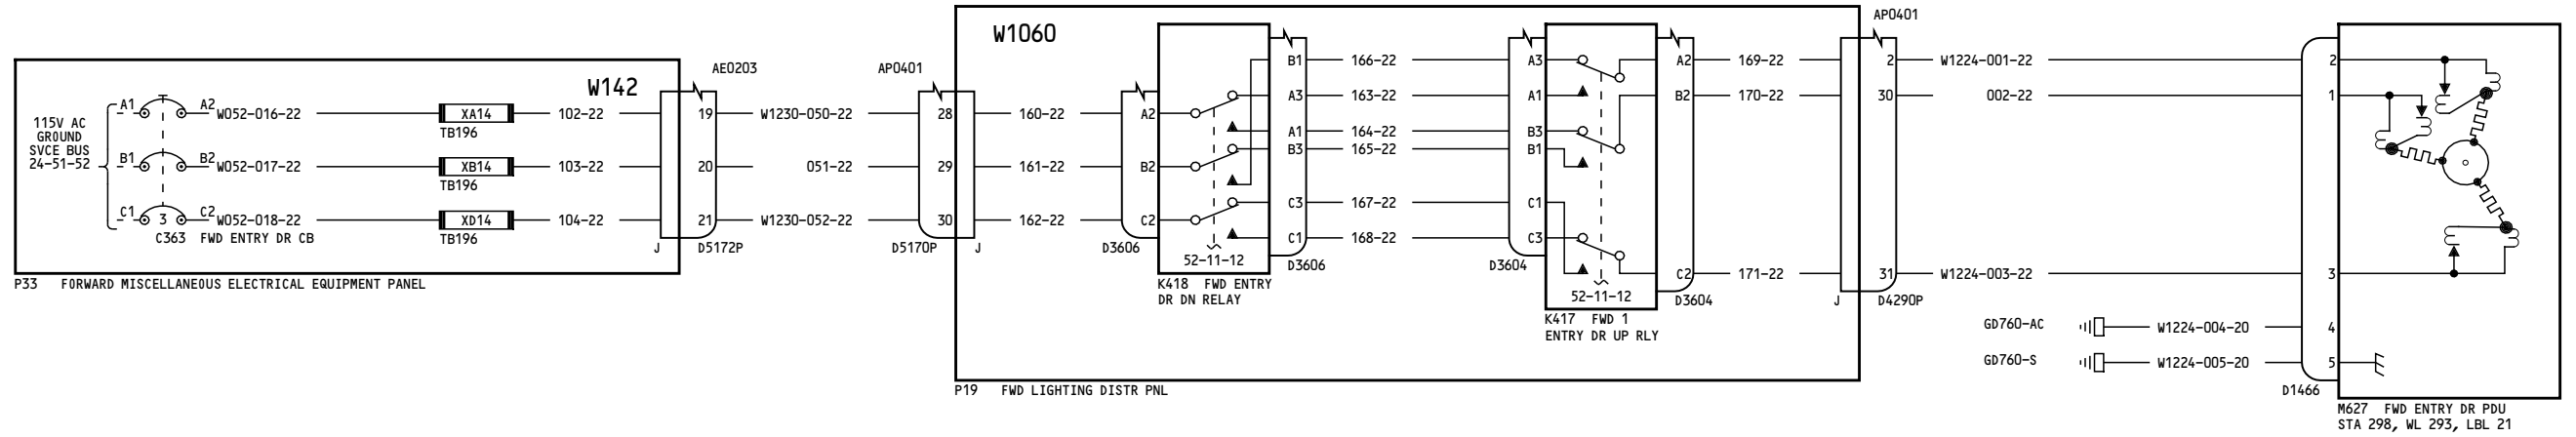 115V AC
GROUND
SVCE BUS
24-51-52
A1
A2
W052-016-22
B1
B2
W052-017-22
C1
3
C2
W052-018-22
C363 FWD ENTRY DR CB
XA14
TB196
XB14
TB196
XD14
TB196
W142
102-22
103-22
104-22
P33 FORWARD MISCELLANEOUS ELECTRICAL EQUIPMENT PANEL
AE0203
19
20
21
J
D5172P
W1230-050-22
051-22
W1230-052-22
AP0401
28
29
30
D5170P
J
W1060
160-22
161-22
162-22
A2
B2
C2
D3606
52-11-12
K418 FWD ENTRY
DR DN RELAY
B1
A3
A1
B3
C3
C1
D3606
166-22
163-22
164-22
165-22
167-22
168-22
A3
A1
B3
B1
C1
C3
D3604
52-11-12
K417 FWD 1
ENTRY DR UP RLY
A2
B2
C2
D3604
169-22
170-22
171-22
P19 FWD LIGHTING DISTR PNL
AP0401
2
30
31
J
D4290P
W1224-001-22
002-22
W1224-003-22
GD760-AC
W1224-004-20
GD760-S
W1224-005-20
2
1
3
4
5
D1466
M627 FWD ENTRY DR PDU
STA 298, WL 293, LBL 21